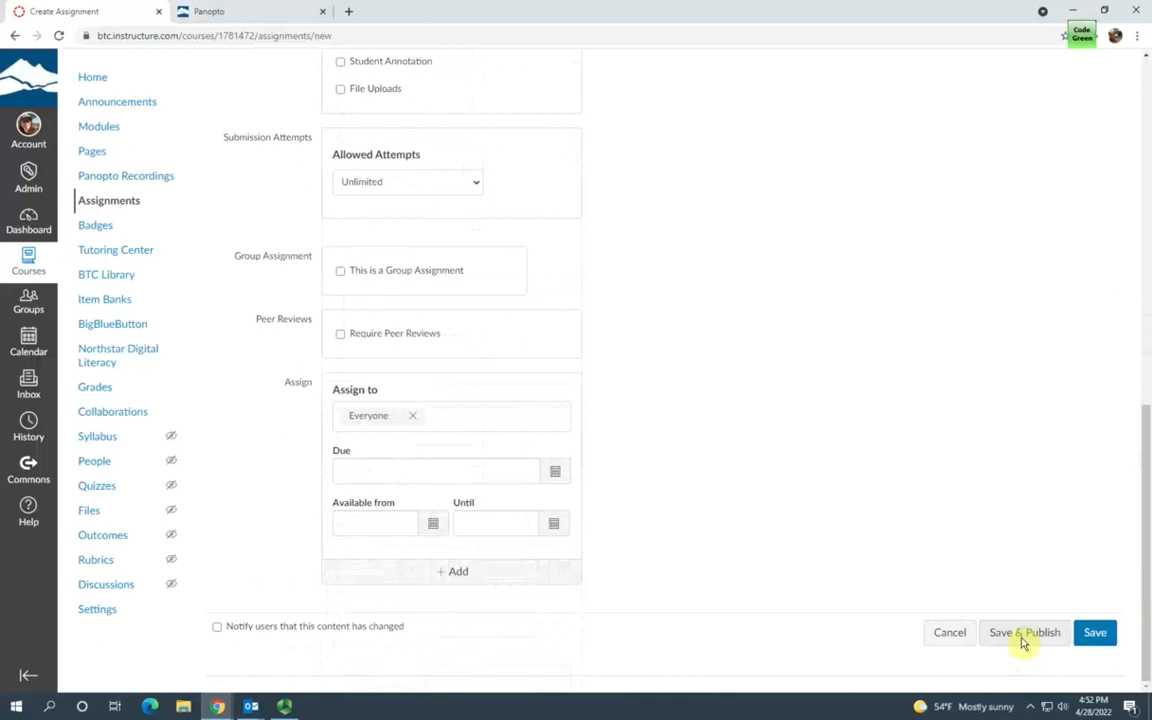 Create Assignment
Panopto
btc.instructure.com/courses/1781472/assignments/new
Code
Green
Account
Admin
Dashboard
Courses
Groups
Calendar
Inbox
History
Commons
Help
Home
Announcements
Modules
Pages
Panopto Recordings
Assignments
Badges
Tutoring Center
BTC Library
Item Banks
BigBlueButton
Northstar Digital
Literacy
Grades
Collaborations
Syllabus
People
Quizzes
Files
Outcomes
Rubrics
Discussions
Settings
Student Annotation
File Uploads
Submission Attempts
Allowed Attempts
Unlimited
Group Assignment
This is a Group Assignment
Peer Reviews
Require Peer Reviews
Assign
Assign to
Everyone
Due
Available from
Until
+ Add
Notify users that this content has changed
Cancel
Save & Publish
Save
54°F Mostly sunny
4:52 PM
4/28/2022